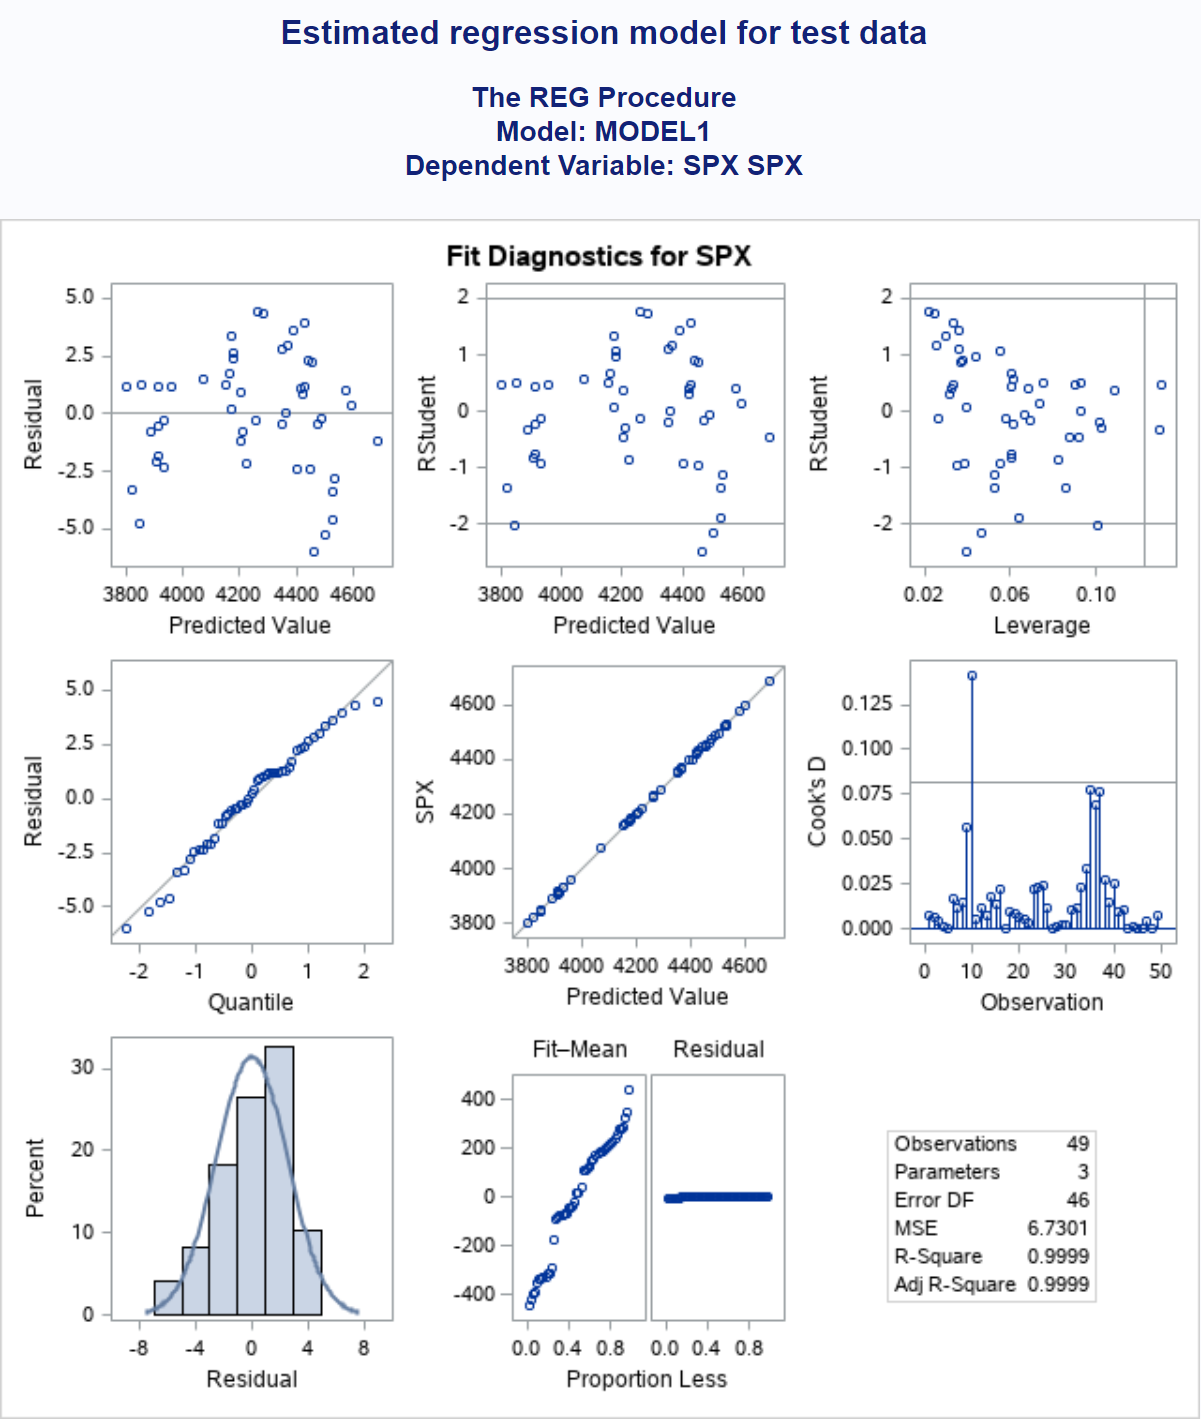 Estimated regression model for test data
The REG Procedure
Model: MODEL1
Dependent Variable: SPX SPX
Fit Diagnostics for SPX
5.0
2.5
0.0
-2.5
-5.0
Residual
3800 4000 4200 4400 4600
Predicted Value
2
1
0
-1
-2
RStudent
3800 4000 4200 4400 4600
Predicted Value
2
1
0
-1
-2
RStudent
0.02 0.06 0.10
Leverage
5.0
2.5
0.0
-2.5
-5.0
Residual
-2 -1 0 1 2
Quantile
4600
4400
4200
4000
3800
SPX
3800 4000 4200 4400 4600
Predicted Value
0.125
0.100
0.075
0.050
0.025
0.000
Cook's D
0 10 20 30 40 50
Observation
30
20
10
0
Percent
-8 -4 0 4 8
Residual
Fit–Mean Residual
400
200
0
-200
-400
0.0 0.4 0.8 0.0 0.4 0.8
Proportion Less
Observations 49
Parameters 3
Error DF 46
MSE 6.7301
R-Square 0.9999
Adj R-Square 0.9999